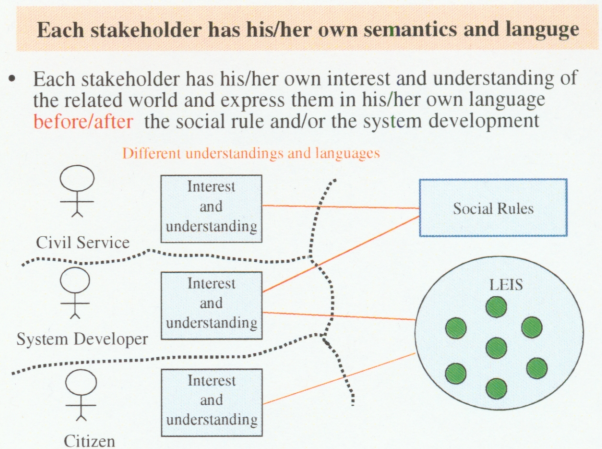 Each stakeholder has his/her own semantics and languge
• Each stakeholder has his/her own interest and understanding of
the related world and express them in his/her own language
before/after the social rule and/or the system development
Different understandings and languages
Interest
and
understanding
Social Rules
Civil Service
Interest
and
understanding
LEIS
System Developer
Interest
and
understanding
Citizen